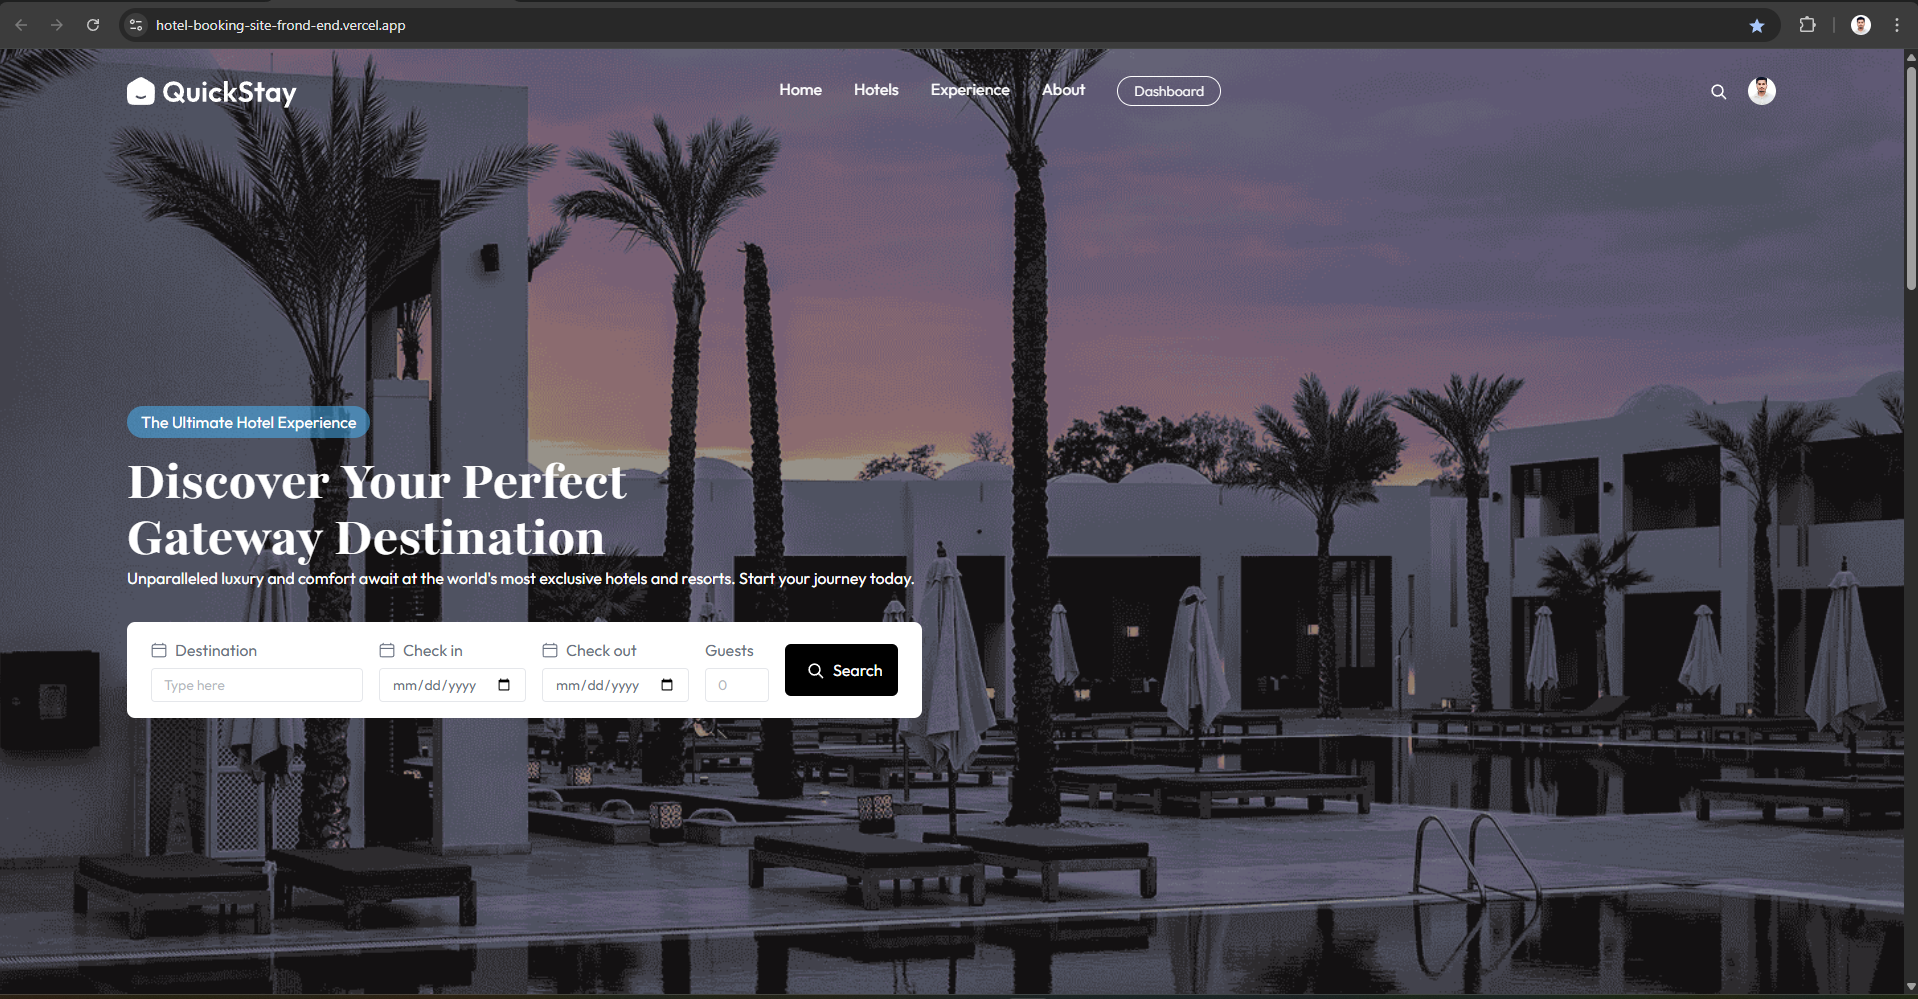 hotel-booking-site-frond-end.vercel.app
QuickStay
Home Hotels Experience About Dashboard
The Ultimate Hotel Experience
Discover Your Perfect
Gateway Destination
Unparalleled luxury and comfort await at the world's most exclusive hotels and resorts. Start your journey today.
Destination Check in Check out Guests
Type here mm/dd/yyyy mm/dd/yyyy 0 Search